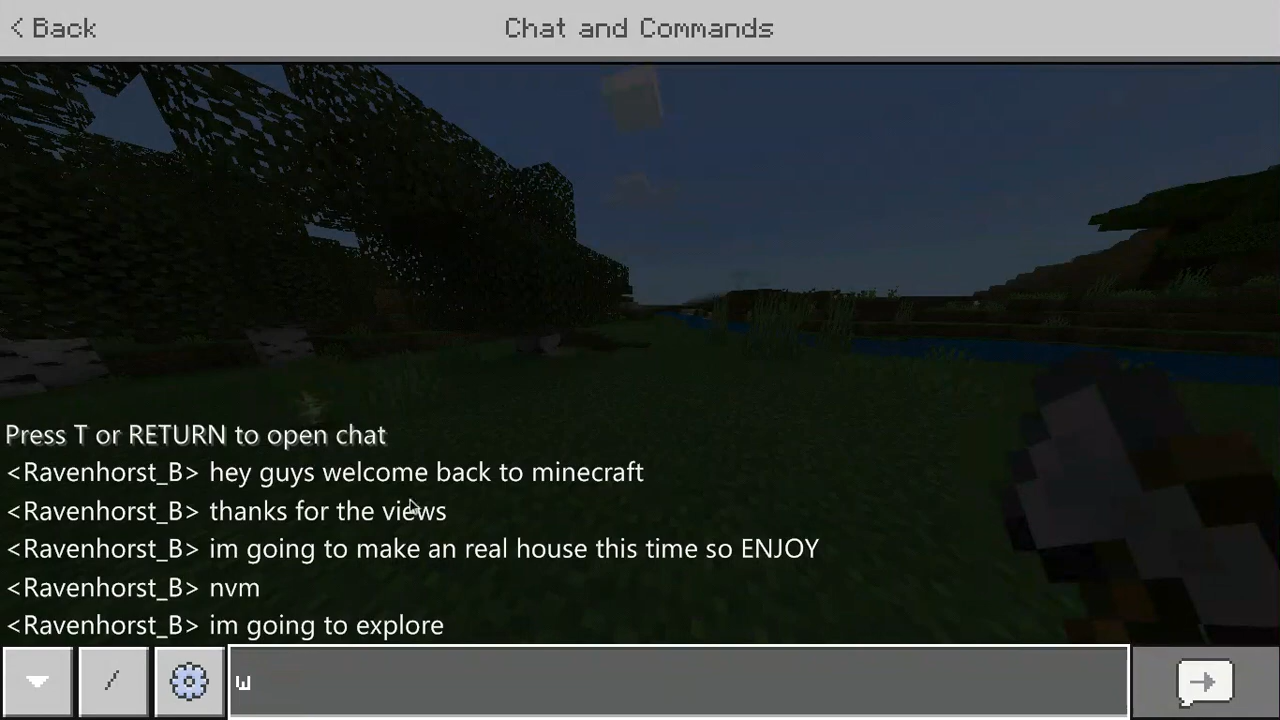 < Back
Chat and Commands
Press T or RETURN to open chat
<Ravenhorst_B> hey guys welcome back to minecraft
<Ravenhorst_B> thanks for the views
<Ravenhorst_B> im going to make an real house this time so ENJOY
<Ravenhorst_B> nvm
<Ravenhorst_B> im going to explore
/
w